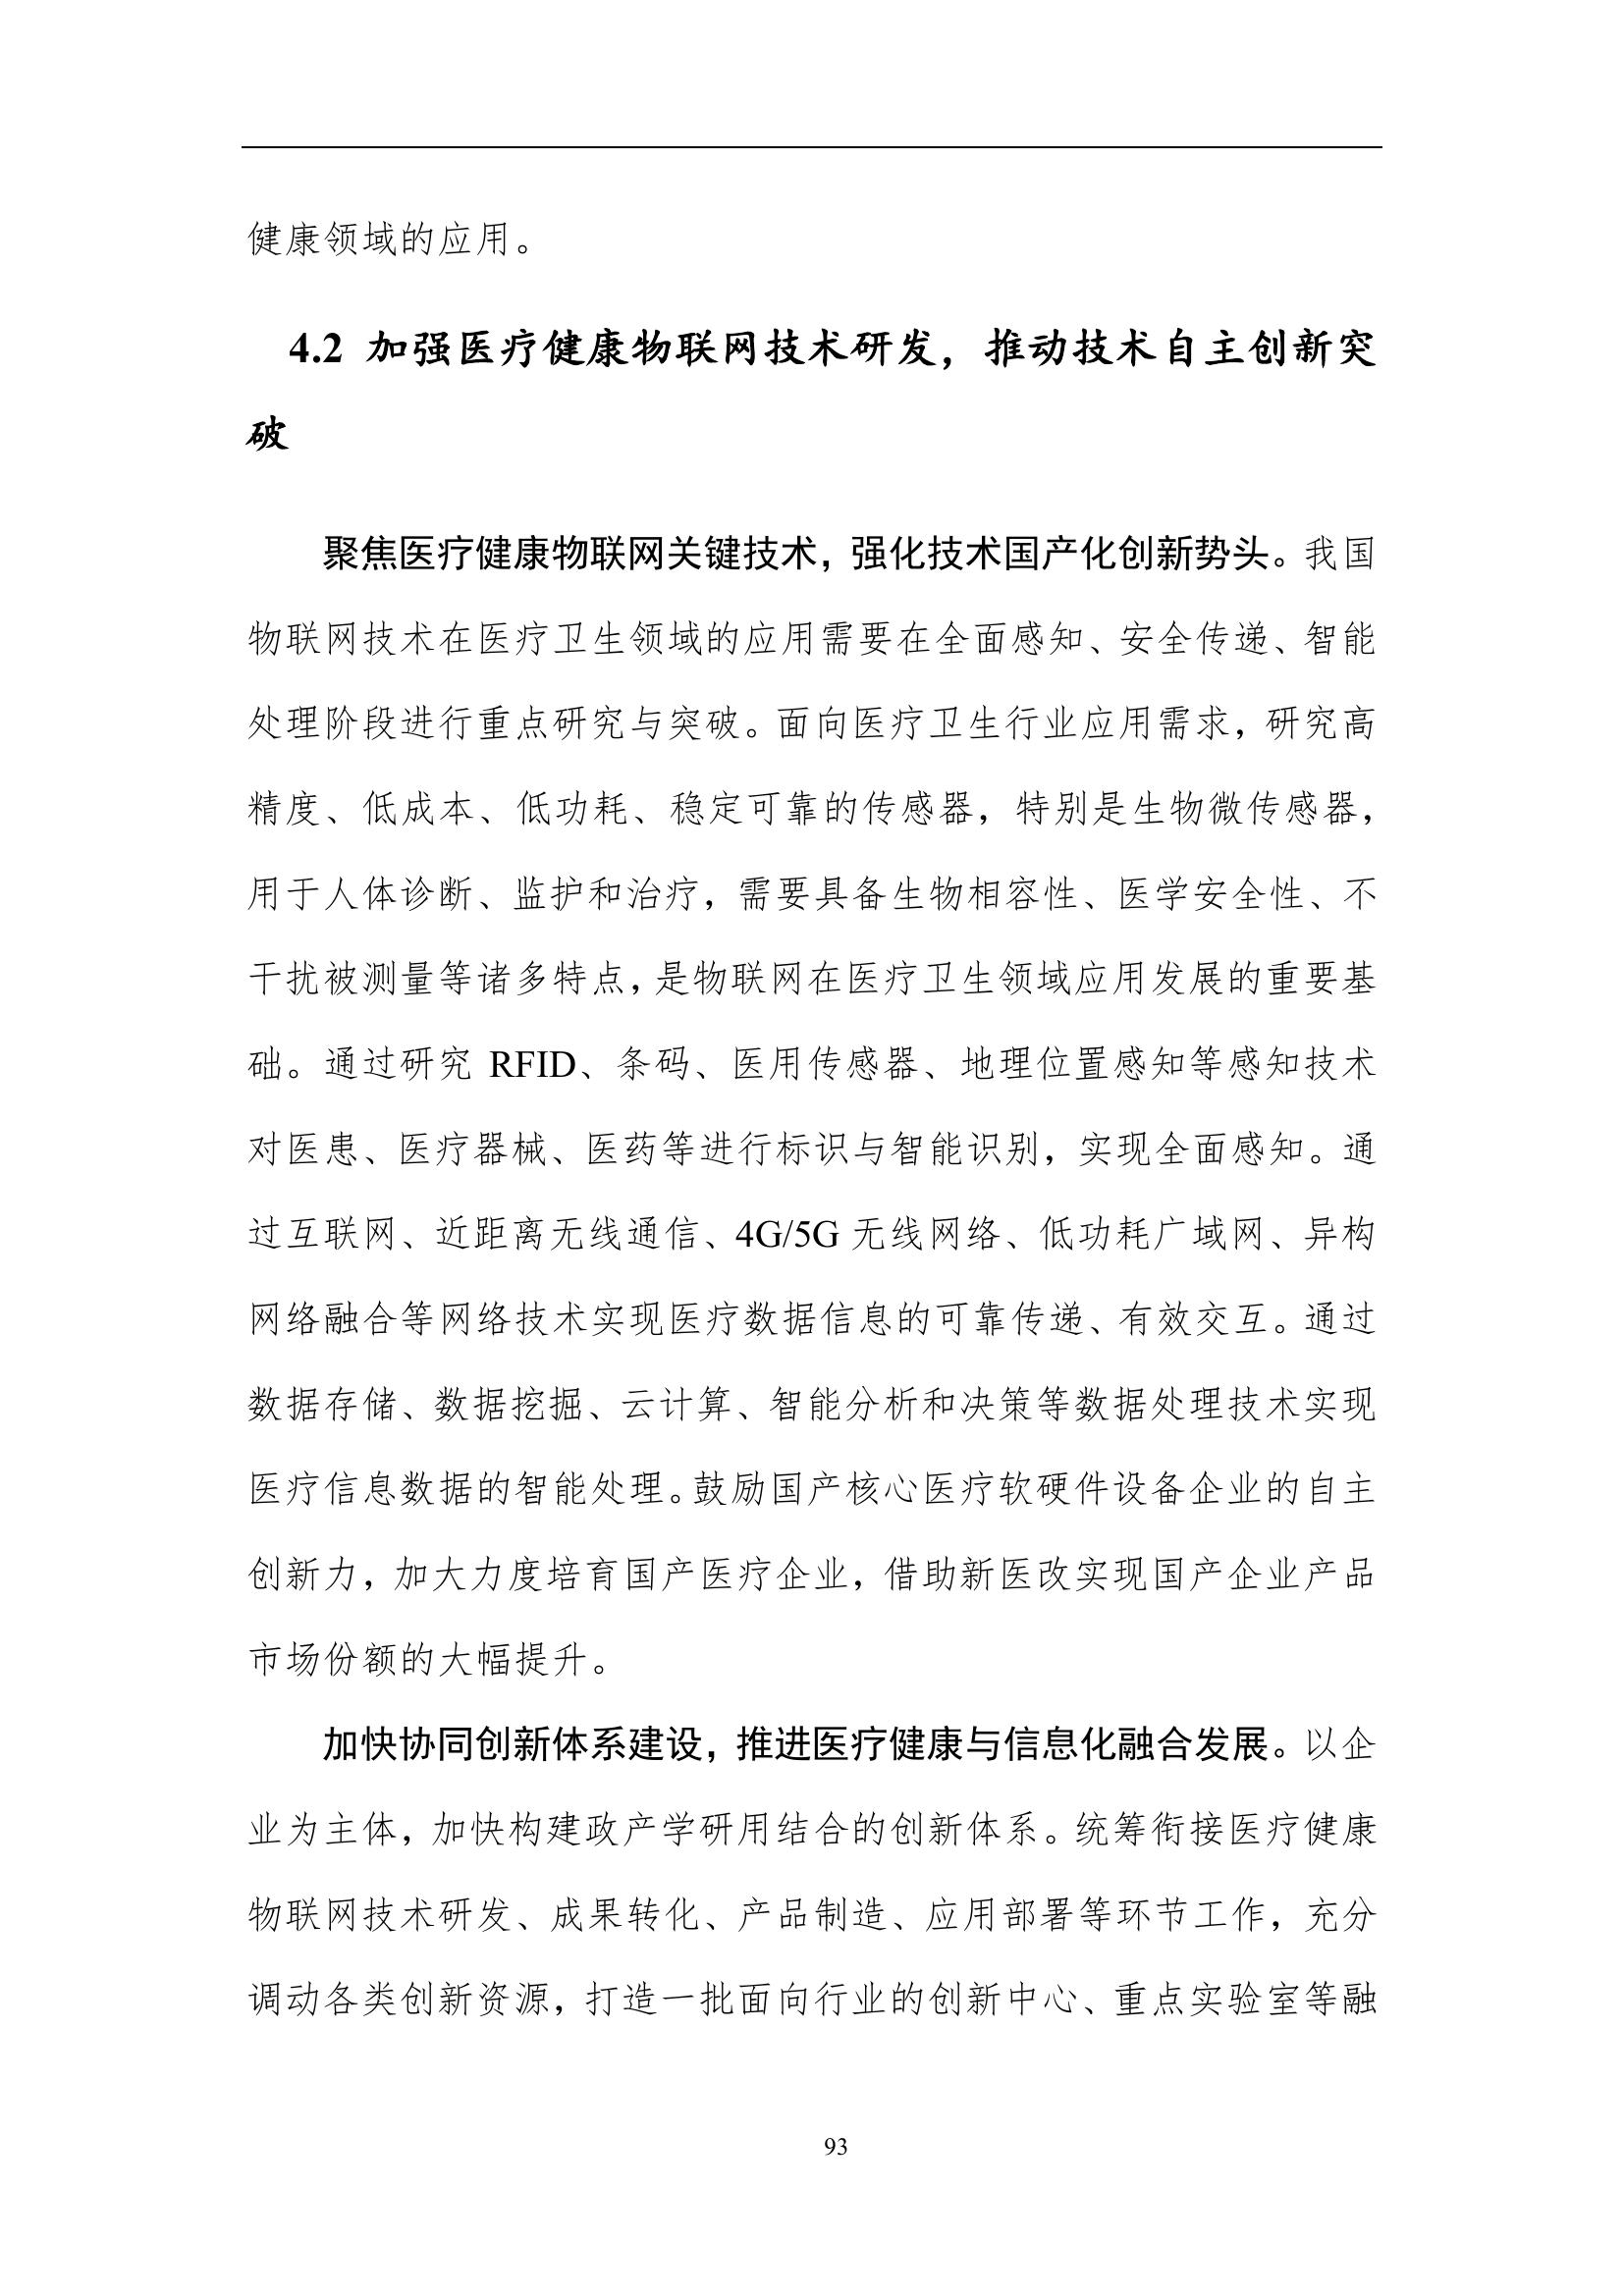 健康领域的应用。
4.2 加强医疗健康物联网技术研发，推动技术自主创新突
破
聚焦医疗健康物联网关键技术，强化技术国产化创新势头。我国
物联网技术在医疗卫生领域的应用需要在全面感知、安全传递、智能
处理阶段进行重点研究与突破。面向医疗卫生行业应用需求，研究高
精度、低成本、低功耗、稳定可靠的传感器，特别是生物微传感器，
用于人体诊断、监护和治疗，需要具备生物相容性、医学安全性、不
干扰被测量等诸多特点，是物联网在医疗卫生领域应用发展的重要基
础。通过研究 RFID、条码、医用传感器、地理位置感知等感知技术
对医患、医疗器械、医药等进行标识与智能识别，实现全面感知。通
过互联网、近距离无线通信、4G/5G 无线网络、低功耗广域网、异构
网络融合等网络技术实现医疗数据信息的可靠传递、有效交互。通过
数据存储、数据挖掘、云计算、智能分析和决策等数据处理技术实现
医疗信息数据的智能处理。鼓励国产核心医疗软硬件设备企业的自主
创新力，加大力度培育国产医疗企业，借助新医改实现国产企业产品
市场份额的大幅提升。
加快协同创新体系建设，推进医疗健康与信息化融合发展。以企
业为主体，加快构建政产学研用结合的创新体系。统筹衔接医疗健康
物联网技术研发、成果转化、产品制造、应用部署等环节工作，充分
调动各类创新资源，打造一批面向行业的创新中心、重点实验室等融
93